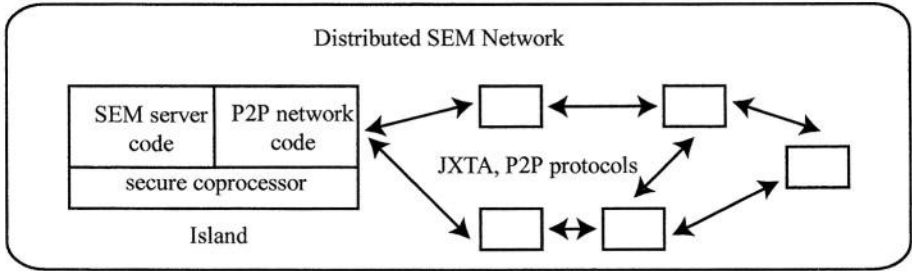 Distributed SEM Network
SEM server
code
P2P network
code
secure coprocessor
Island
JXTA, P2P protocols